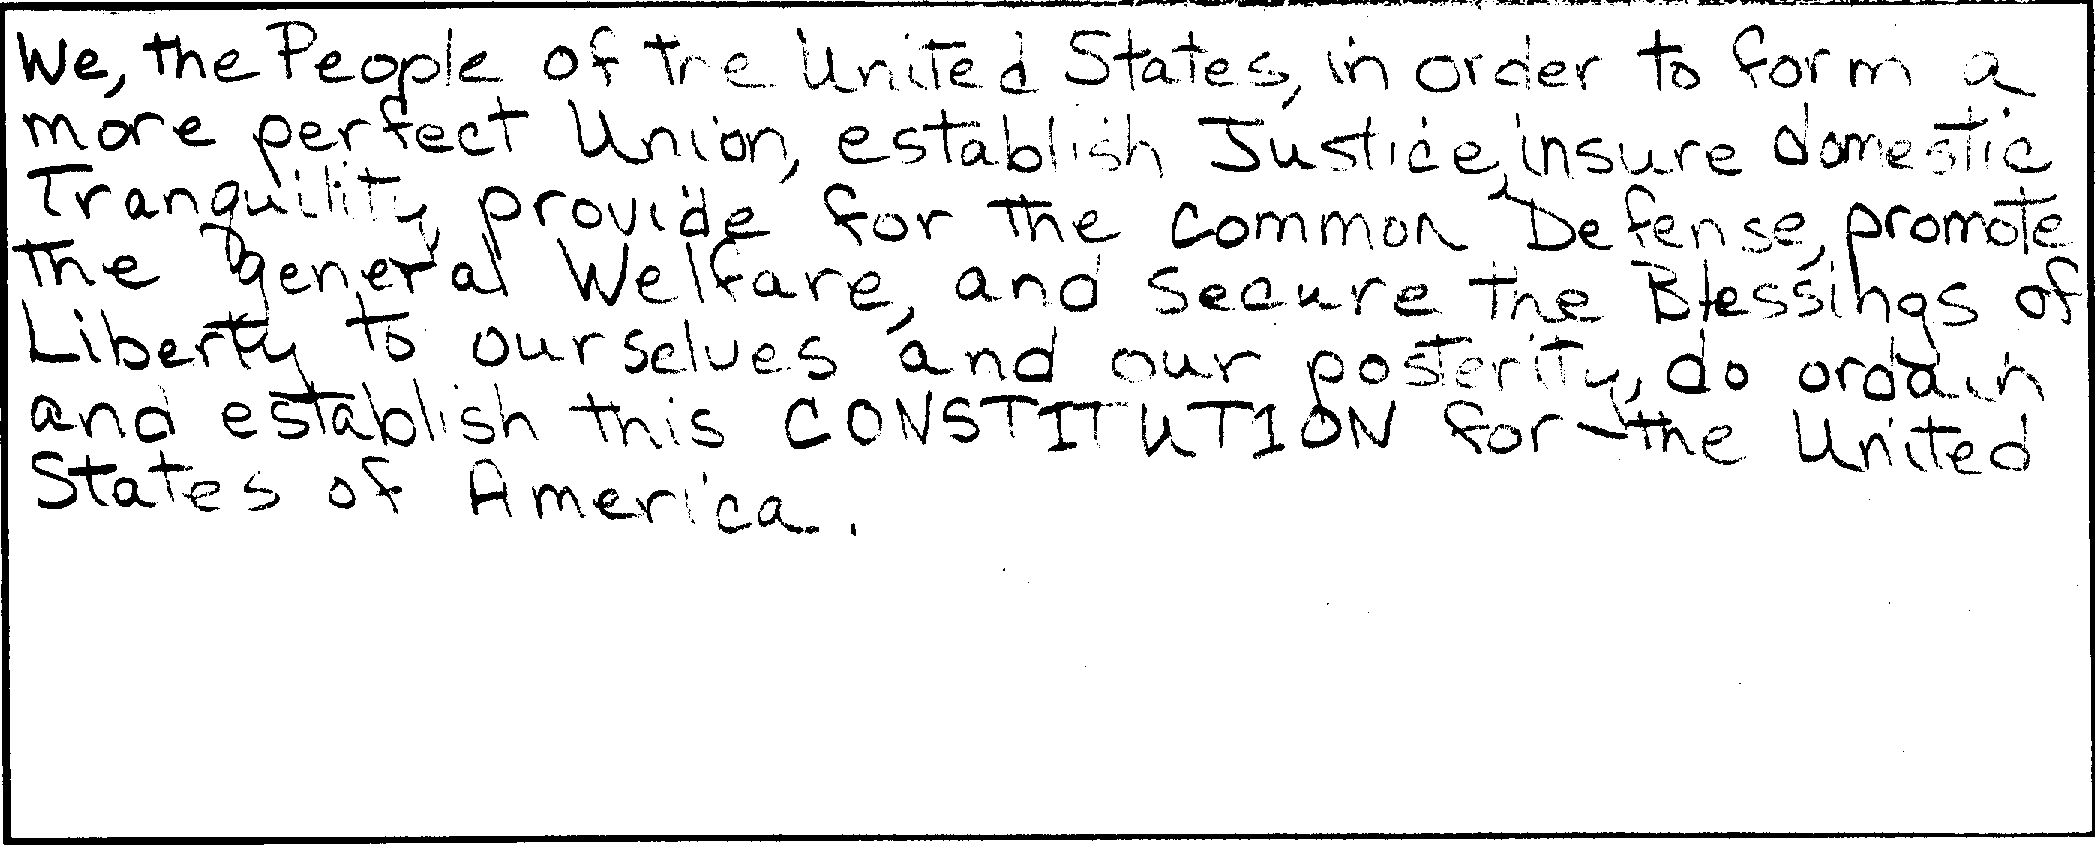 We, the People of the United States, in order to form a
more perfect Union, establish Justice, insure domestic
Tranquility, provide for the common Defense, promote
the general Welfare, and secure the Blessings of
Liberty to ourselves and our posterity, do ordain
and establish this CONSTITUTION for the United
States of America.